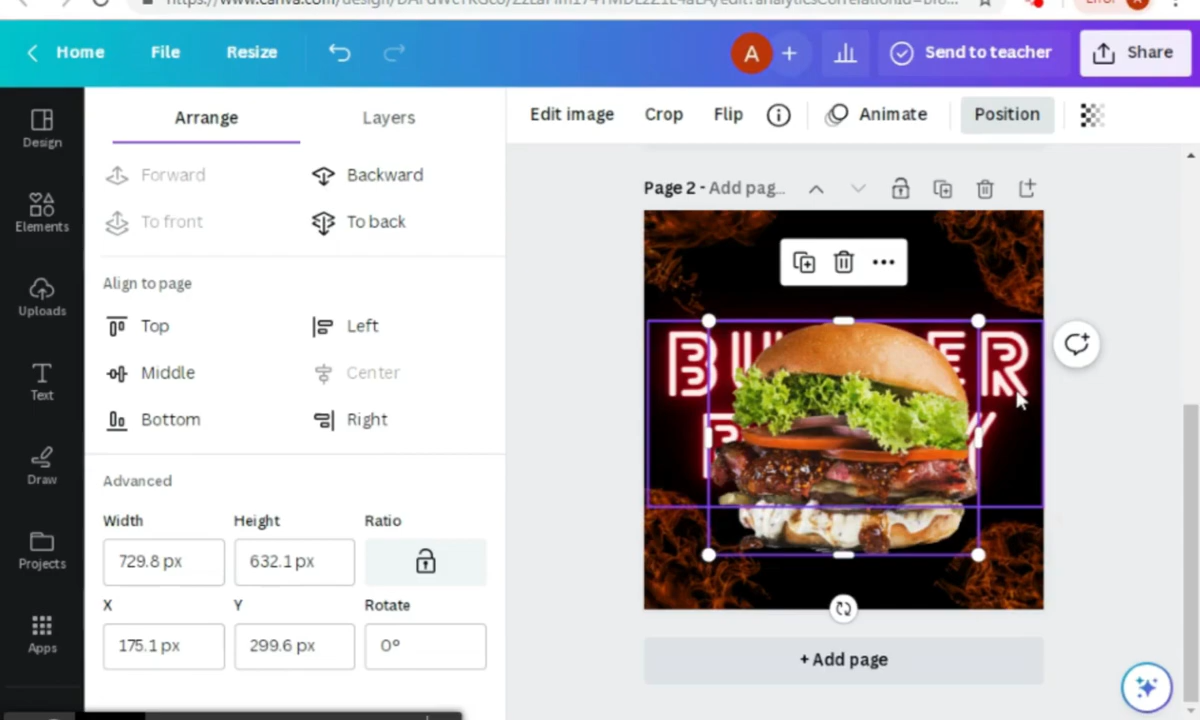 Home File Resize A + Send to teacher Share
Design
Elements
Uploads
Text
Draw
Projects
Apps
Arrange Layers
Forward Backward
To front To back
Align to page
Top Left
Middle Center
Bottom Right
Advanced
Width Height Ratio
729.8 px 632.1 px
X Y Rotate
175.1 px 299.6 px 0°
Edit image Crop Flip Animate Position
Page 2 - Add pag...
+ Add page